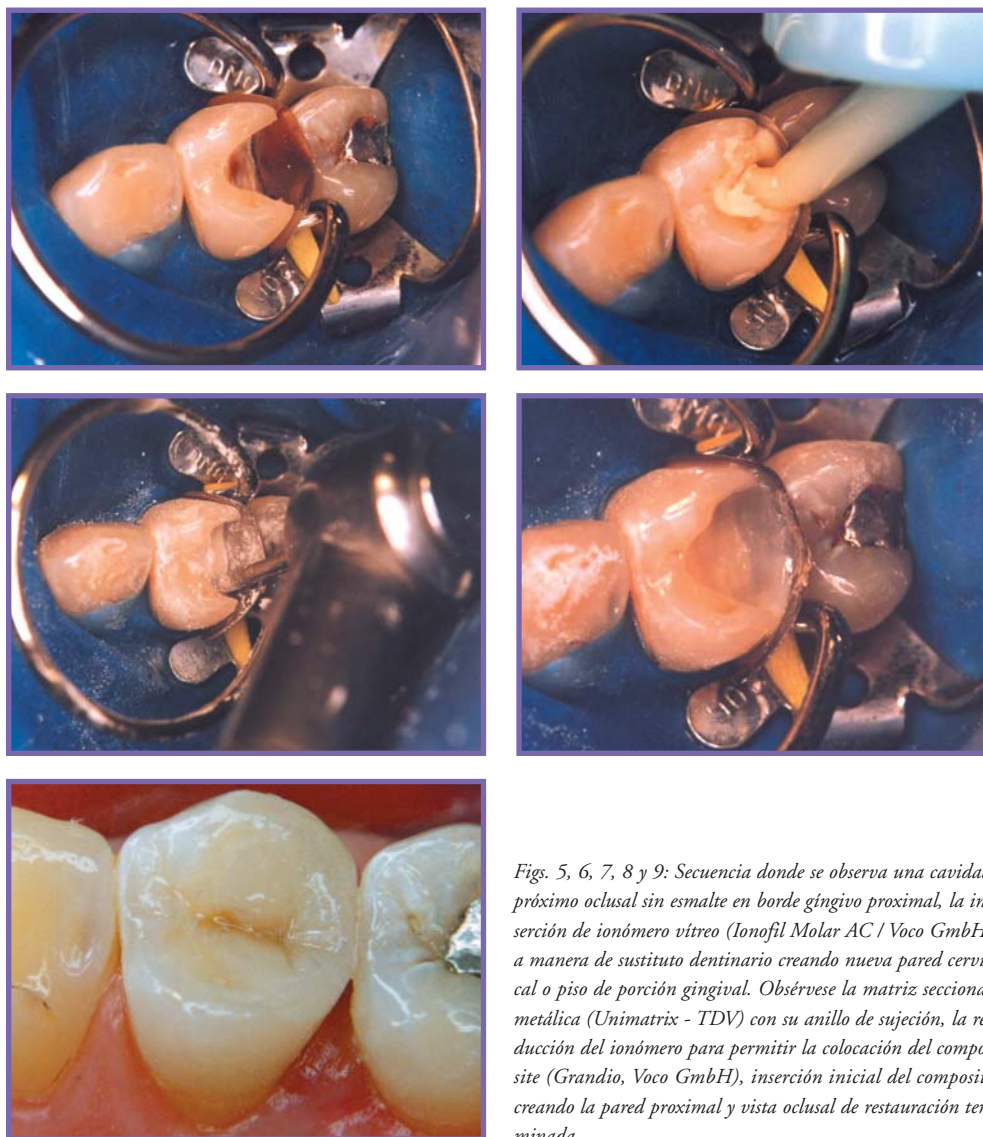 DMG
DMG
DMG
Figs. 5, 6, 7, 8 y 9: Secuencia donde se observa una cavida
próximo oclusal sin esmalte en borde gíngivo proximal, la in
serción de ionómero vítreo (Ionofil Molar AC / Voco GmbH
a manera de sustituto dentinario creando nueva pared cervi
cal o piso de porción gingival. Obsérvese la matriz secciona
metálica (Unimatrix - TDV) con su anillo de sujeción, la re
ducción del ionómero para permitir la colocación del compo
site (Grandio, Voco GmbH), inserción inicial del composit
creando la pared proximal y vista oclusal de restauración ter
minada